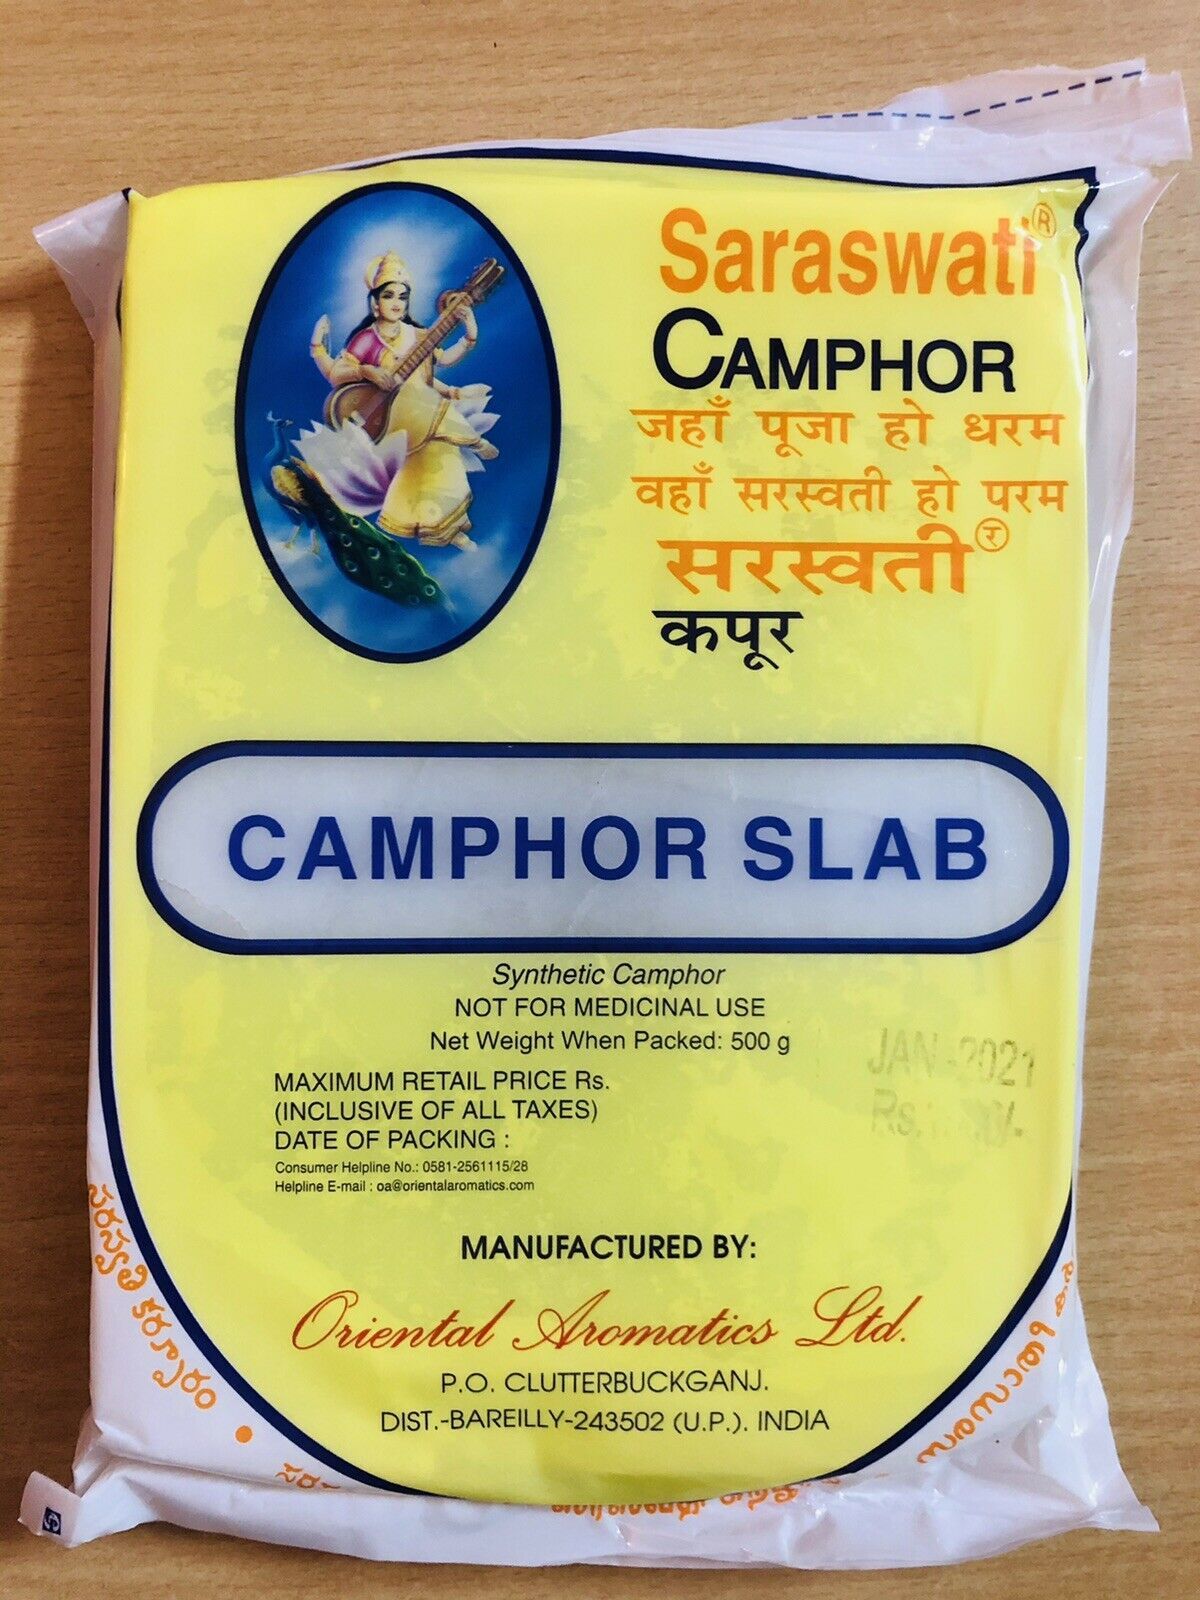 Saraswati®
CAMPHOR
जहाँ पूजा हो धरम
वहाँ सरस्वती हो परम
सरस्वती
कपूर
CAMPHOR SLAB
Synthetic Camphor
NOT FOR MEDICINAL USE
Net Weight When Packed: 500 g
JAN-2021
Rs.
MAXIMUM RETAIL PRICE Rs.
(INCLUSIVE OF ALL TAXES)
DATE OF PACKING :
Consumer Helpline No.: 0581-2561115/28
Helpline E-mail : oa@orientalaromatics.com
MANUFACTURED BY:
Oriental Aromatics Ltd.
P.O. CLUTTERBUCKGANJ.
DIST.-BAREILLY-243502 (U.P.). INDIA